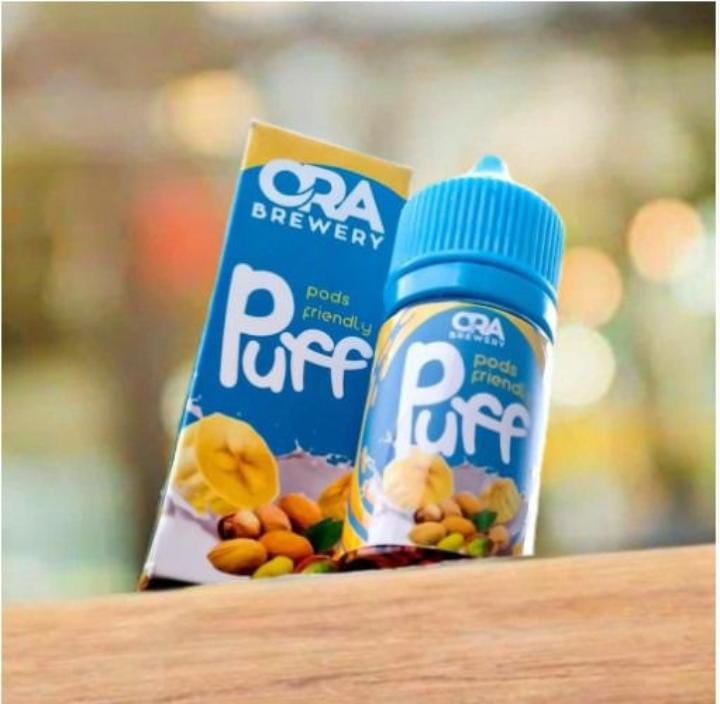 ORA
BREWERY
Puff
pods
friendly
ORA
BREWERY
Puff
pods
friendly